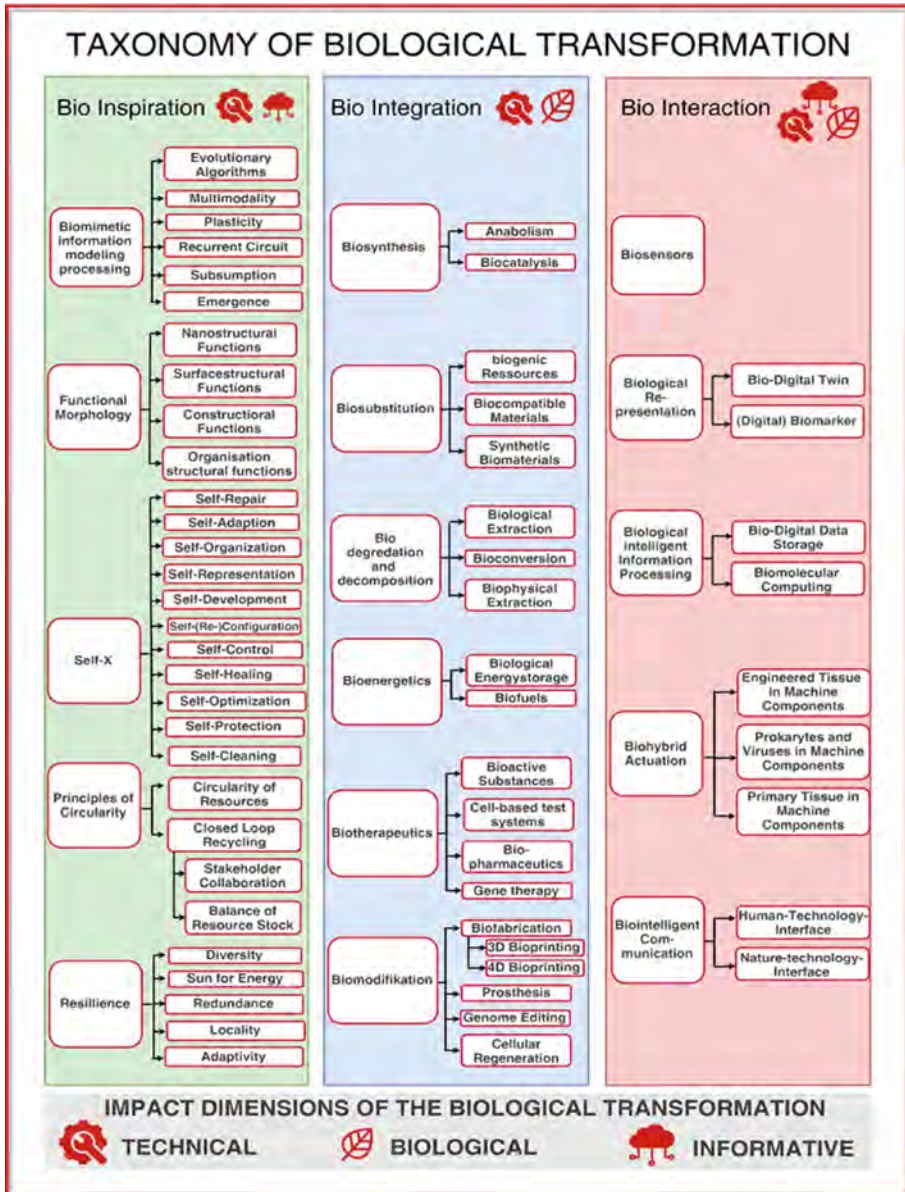 TAXONOMY OF BIOLOGICAL TRANSFORMATION
Bio Inspiration
Biomimetic
information
modeling
processing
Evolutionary
Algorithms
Multimodality
Plasticity
Recurrent Circuit
Subsumption
Emergence
Functional
Morphology
Nanostructural
Functions
Surfacestructural
Functions
Constructional
Functions
Organisation
structural functions
Self-X
Self-Repair
Self-Adaption
Self-Organization
Self-Representation
Self-Development
Self-(Re-)Configuration
Self-Control
Self-Healing
Self-Optimization
Self-Protection
Self-Cleaning
Principles of
Circularity
Circularity of
Resources
Closed Loop
Recycling
Stakeholder
Collaboration
Balance of
Resource Stock
Resillience
Diversity
Sun for Energy
Redundance
Locality
Adaptivity
Bio Integration
Biosynthesis
Anabolism
Biocatalysis
Biosubstitution
biogenic
Ressources
Biocompatible
Materials
Synthetic
Biomaterials
Bio
degredation and
decomposition
Biological
Extraction
Bioconversion
Biophysical
Extraction
Bioenergetics
Biological
Energystorage
Biofuels
Biotherapeutics
Bioactive
Substances
Cell-based test
systems
Bio-
pharmaceutics
Gene therapy
Biomodifikation
Biofabrication
3D Bioprinting
4D Bioprinting
Prosthesis
Genome Editing
Cellular
Regeneration
Bio Interaction
Biosensors
Biological Re-
presentation
Bio-Digital Twin
(Digital) Biomarker
Biological
Intelligent
Information
Processing
Bio-Digital Data
Storage
Biomolecular
Computing
Biohybrid
Actuation
Engineered Tissue
in Machine
Components
Prokaryotes
and Viruses in Machine
Components
Primary Tissue in
Machine
Components
Biointelligent
Com-
munication
Human-Technology-
Interface
Nature-technology-
Interface
IMPACT DIMENSIONS OF THE BIOLOGICAL TRANSFORMATION
TECHNICAL
BIOLOGICAL
INFORMATIVE